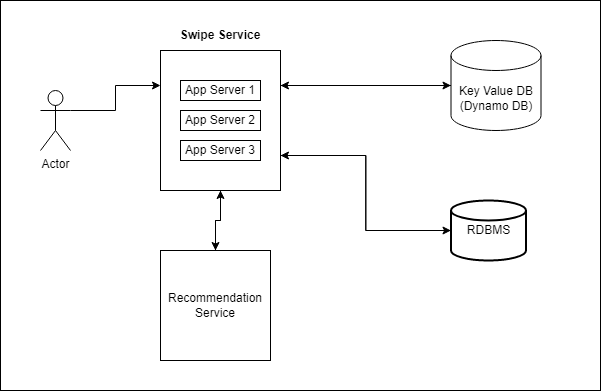 Swipe Service
App Server 1
App Server 2
App Server 3
Key Value DB
(Dynamo DB)
Actor
RDBMS
Recommendation
Service